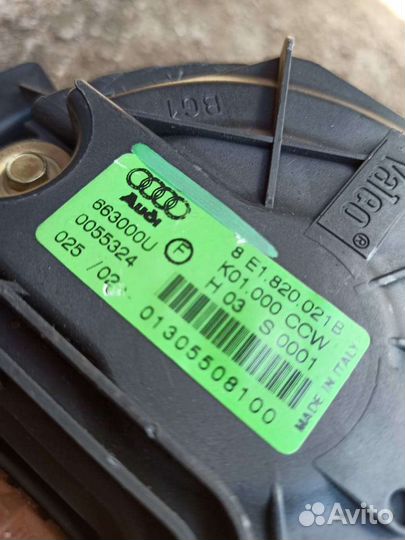 BG1
Valeo
®
Audi
663000U
0055324
025 /02
F
8 E1.820.021 B
K01.000 CCW
H 03 S 0001
01305508100
MADE IN ITALY
Avito